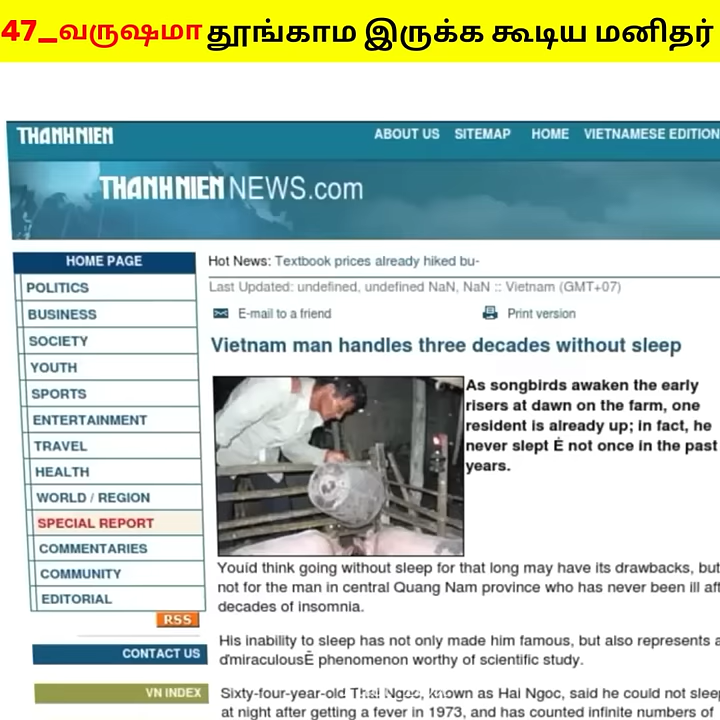 47_வருஷமா தூங்காம இருக்க கூடிய மனிதர்
THANHNIEN
ABOUT US SITEMAP HOME VIETNAMESE EDITION
THANHNIEN NEWS.com
HOME PAGE
POLITICS
BUSINESS
SOCIETY
YOUTH
SPORTS
ENTERTAINMENT
TRAVEL
HEALTH
WORLD / REGION
SPECIAL REPORT
COMMENTARIES
COMMUNITY
EDITORIAL
RSS
CONTACT US
VN INDEX
Hot News: Textbook prices already hiked bu-
Last Updated: undefined, undefined NaN, NaN :: Vietnam (GMT+07)
E-mail to a friend Print version
Vietnam man handles three decades without sleep
As songbirds awaken the early
risers at dawn on the farm, one
resident is already up; in fact, he
never slept Ė not once in the past
years.
Youíd think going without sleep for that long may have its drawbacks, but
not for the man in central Quang Nam province who has never been ill aft
decades of insomnia.
His inability to sleep has not only made him famous, but also represents a
ďmiraculousĒ phenomenon worthy of scientific study.
Sixty-four-year-old Thai Ngoc, known as Hai Ngoc, said he could not sleep
at night after getting a fever in 1973, and has counted infinite numbers of